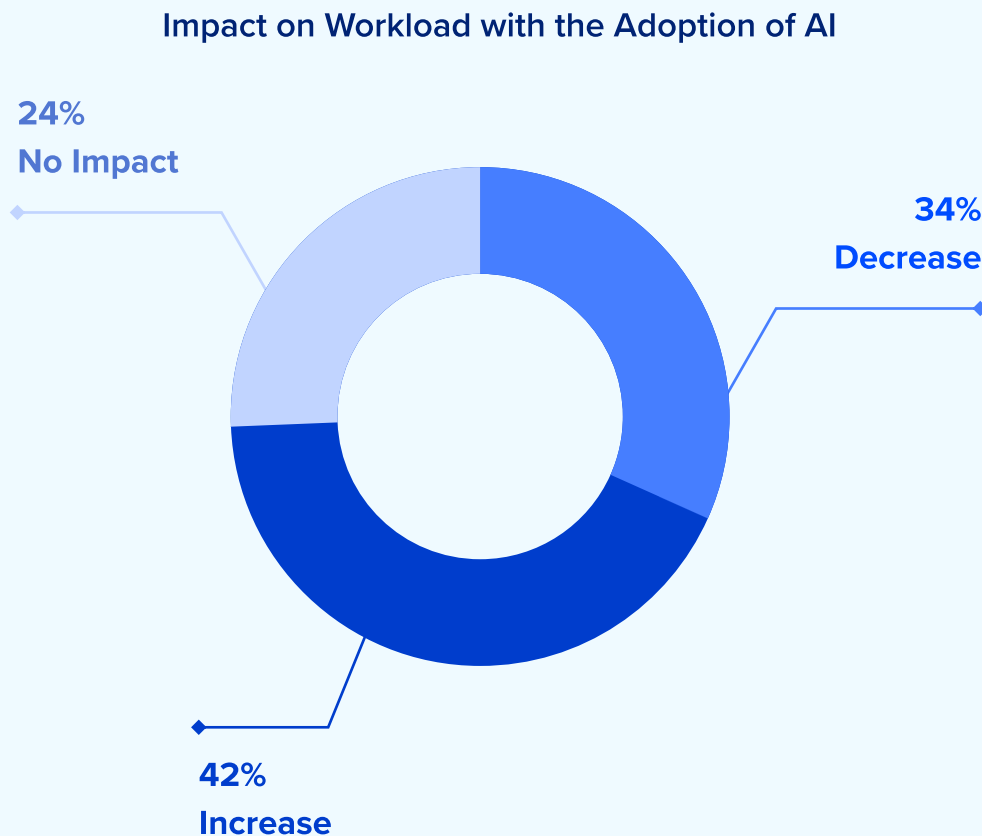 Impact on Workload with the Adoption of AI
24%
No Impact
34%
Decrease
42%
Increase